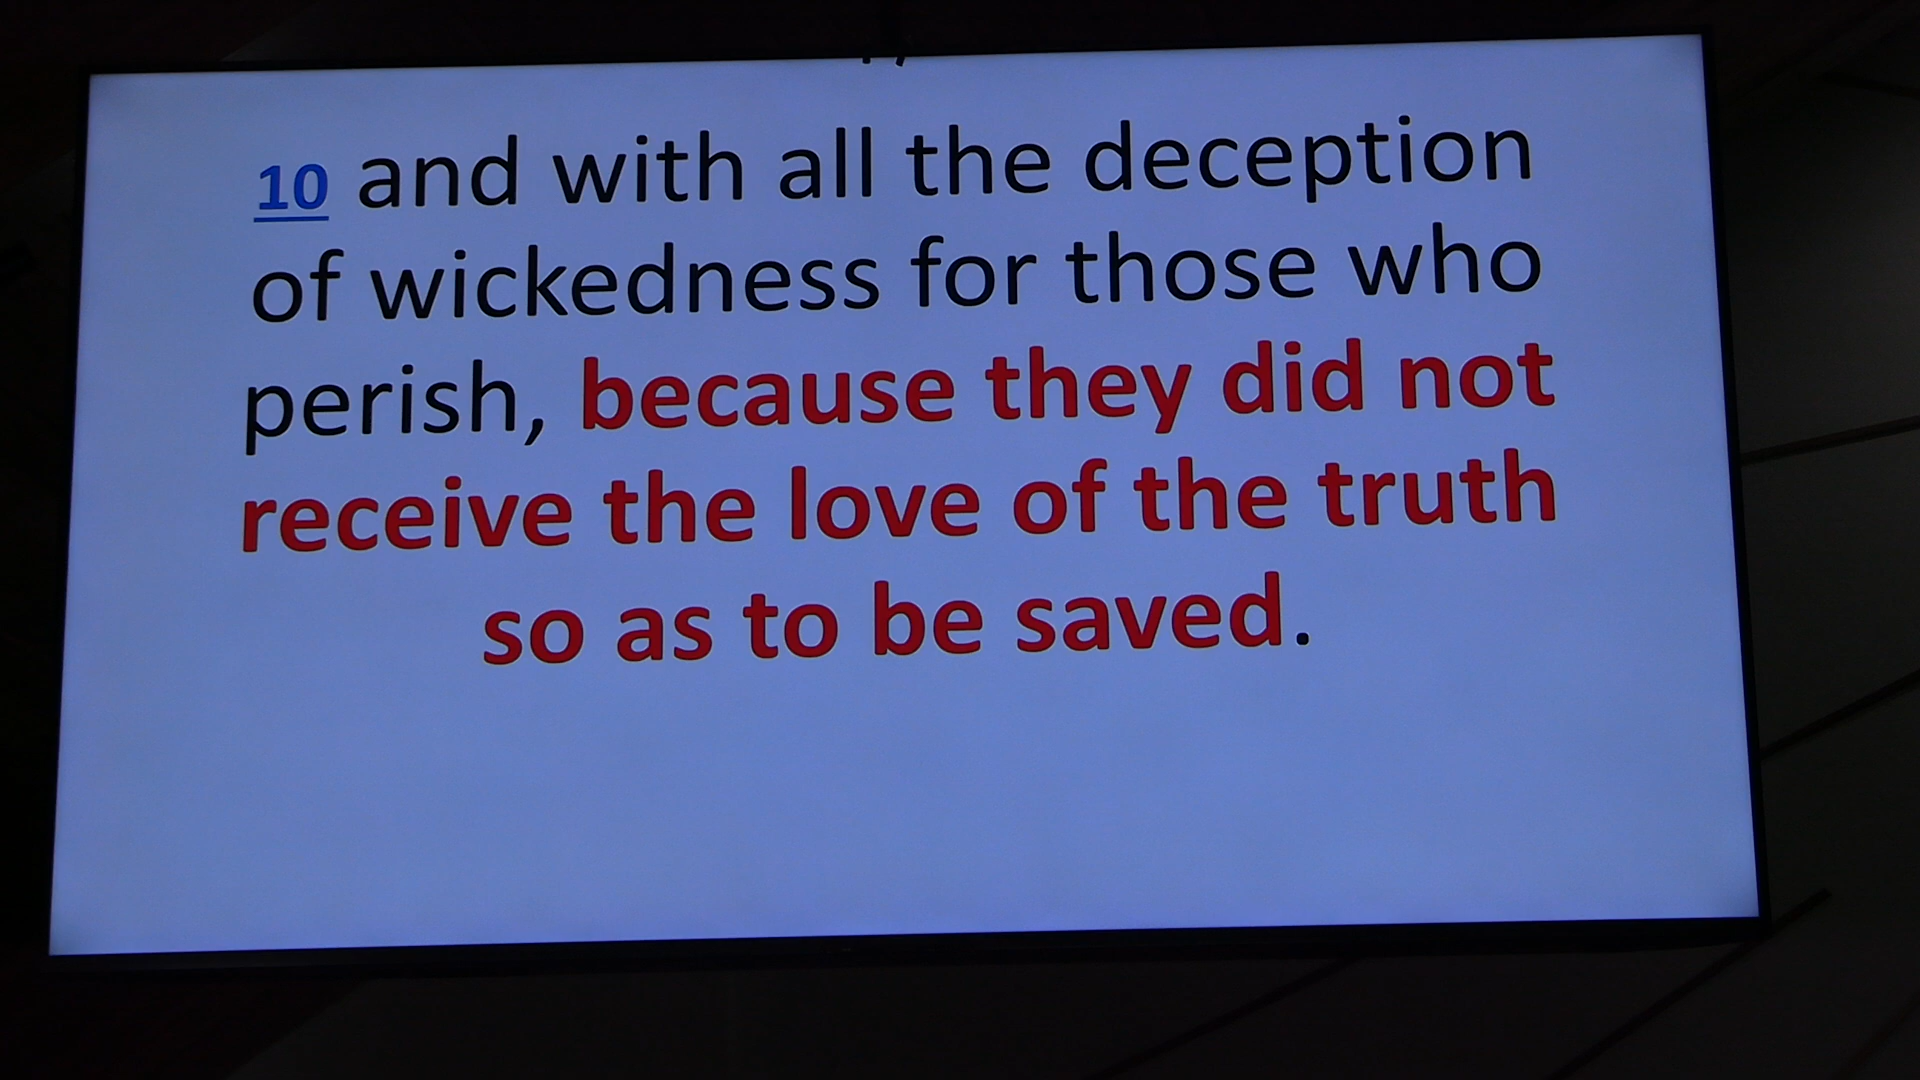 10 and with all the deception
of wickedness for those who
perish, because they did not
receive the love of the truth
so as to be saved.